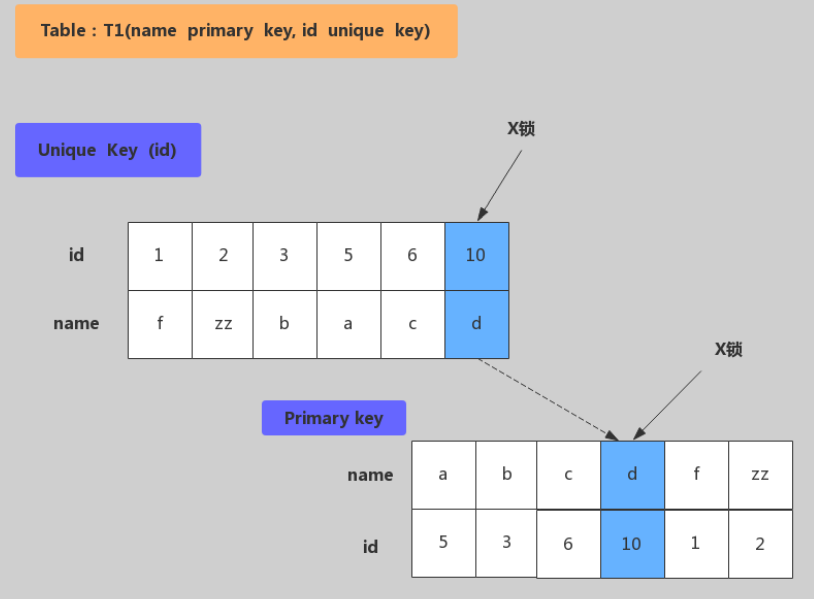 Table：T1(name primary key, id unique key)
X锁
Unique Key (id)
id 1 2 3 5 6 10
name f zz b a c d
X锁
Primary key
name a b c d f zz
id 5 3 6 10 1 2